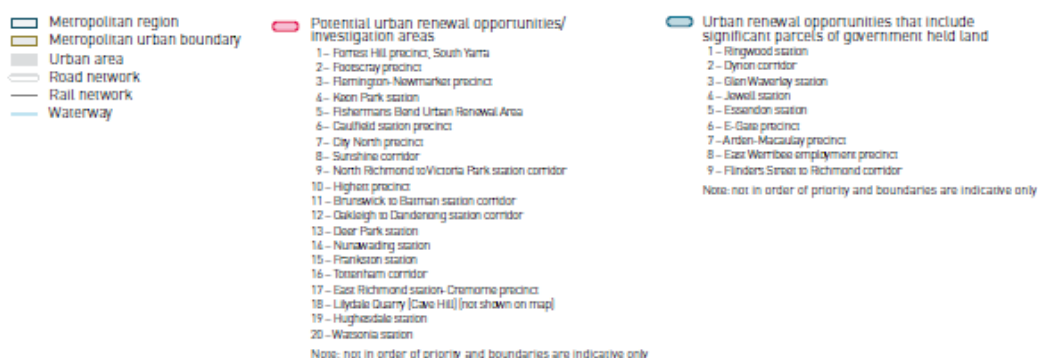 Metropolitan region
Metropolitan urban boundary
Urban area
Road network
Rail network
Waterway
Potential urban renewal opportunities/
investigation areas
1 – Forrest Hill precinct, South Yarra
2 – Footscray precinct
3 – Flemington-Newmarket precinct
4 – Keon Park station
5 – Fishermans Bend Urban Renewal Area
6 – Caulfield station precinct
7 – City North precinct
8 – Sunshine corridor
9 – North Richmond to Victoria Park station corridor
10 – Highett precinct
11 – Brunswick to Batman station corridor
12 – Oakleigh to Dandenong station corridor
13 – Deer Park station
14 – Nunawading station
15 – Frankston station
16 – Tottenham corridor
17 – East Richmond station-Cremorne precinct
18 – Lilydale Quarry (Cave Hill) (not shown on map)
19 – Hughesdale station
20 – Watsonia station
Note: not in order of priority and boundaries are indicative only
Urban renewal opportunities that include
significant parcels of government held land
1 – Ringwood station
2 – Dynon corridor
3 – Glen Waverley station
4 – Jewell station
5 – Essendon station
6 – E-Gate precinct
7 – Arden-Macaulay precinct
8 – East Werribee employment precinct
9 – Flinders Street to Richmond corridor
Note: not in order of priority and boundaries are indicative only